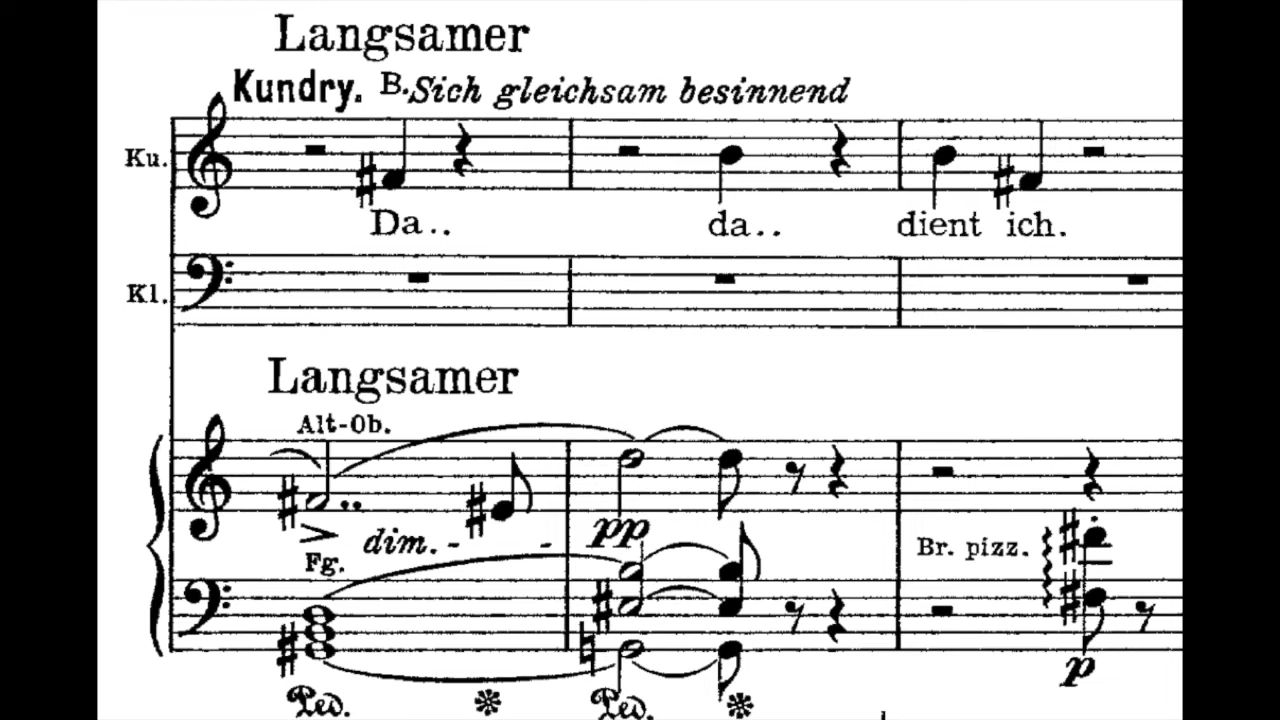 Langsamer
Kundry. B. Sich gleichsam besinnend
Ku.
Da.. da.. dient ich.
Kl.
Langsamer
Alt-Ob.
dim. - -
pp
Fg.
Br. pizz.
p
Ped. Ped.